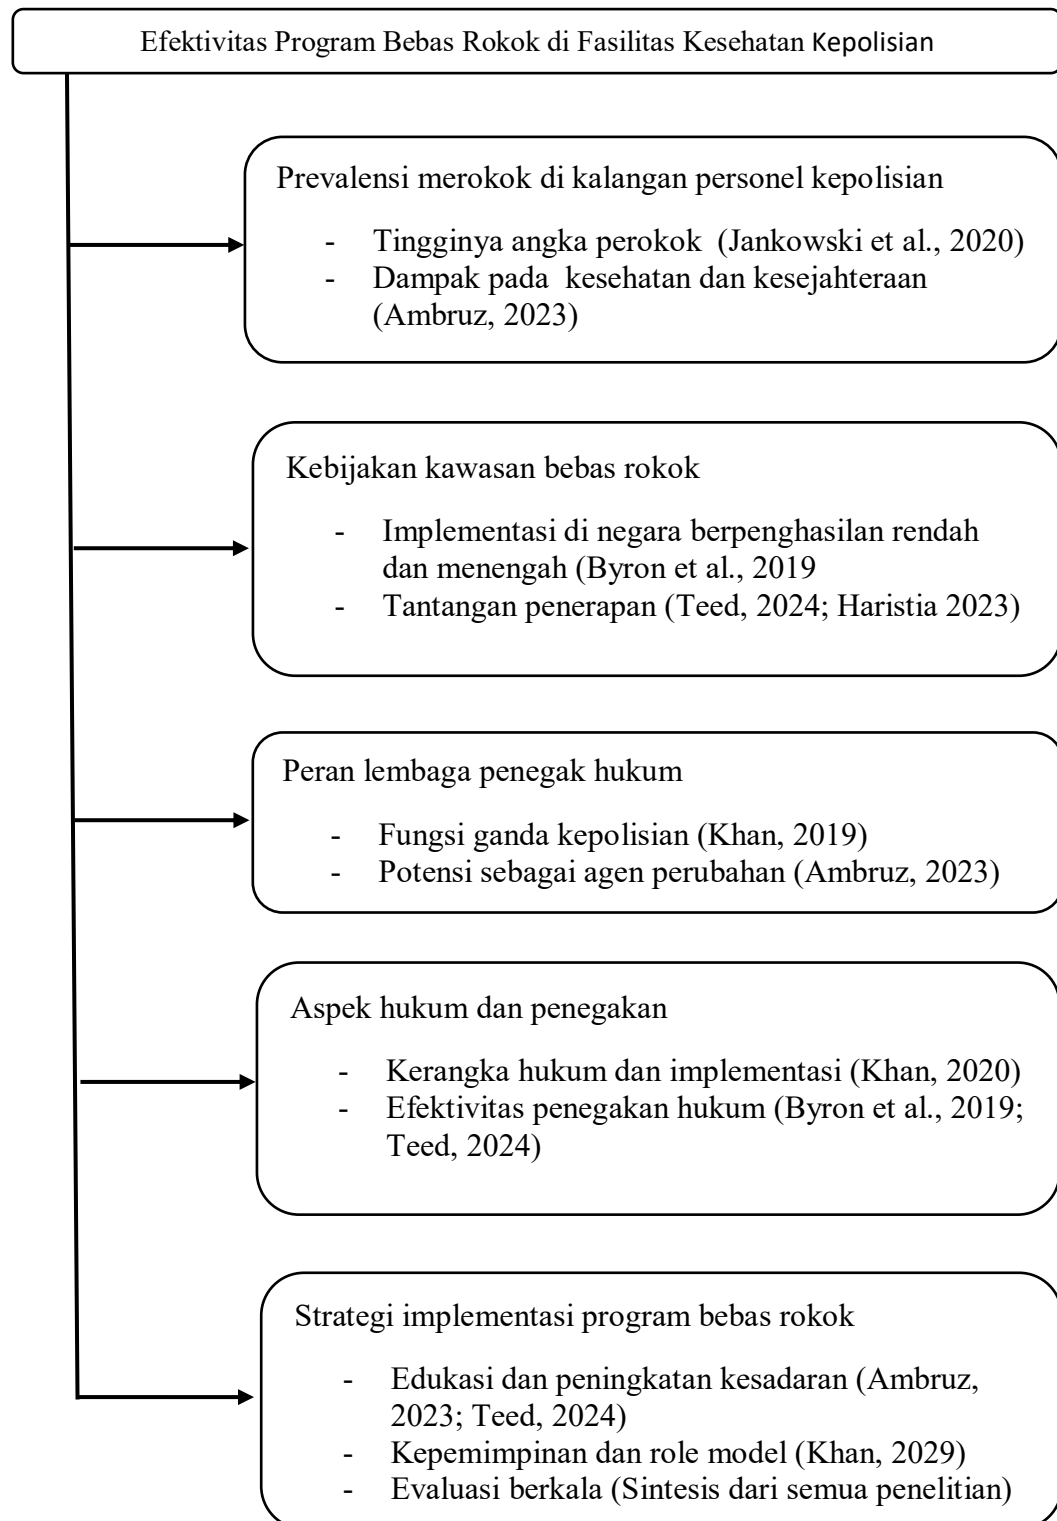 Efektivitas Program Bebas Rokok di Fasilitas Kesehatan Kepolisian
Prevalensi merokok di kalangan personel kepolisian
- Tingginya angka perokok (Jankowski et al., 2020)
- Dampak pada kesehatan dan kesejahteraan
(Ambruz, 2023)
Kebijakan kawasan bebas rokok
- Implementasi di negara berpenghasilan rendah
dan menengah (Byron et al., 2019
- Tantangan penerapan (Teed, 2024; Haristia 2023)
Peran lembaga penegak hukum
- Fungsi ganda kepolisian (Khan, 2019)
- Potensi sebagai agen perubahan (Ambruz, 2023)
Aspek hukum dan penegakan
- Kerangka hukum dan implementasi (Khan, 2020)
- Efektivitas penegakan hukum (Byron et al., 2019;
Teed, 2024)
Strategi implementasi program bebas rokok
- Edukasi dan peningkatan kesadaran (Ambruz,
2023; Teed, 2024)
- Kepemimpinan dan role model (Khan, 2029)
- Evaluasi berkala (Sintesis dari semua penelitian)